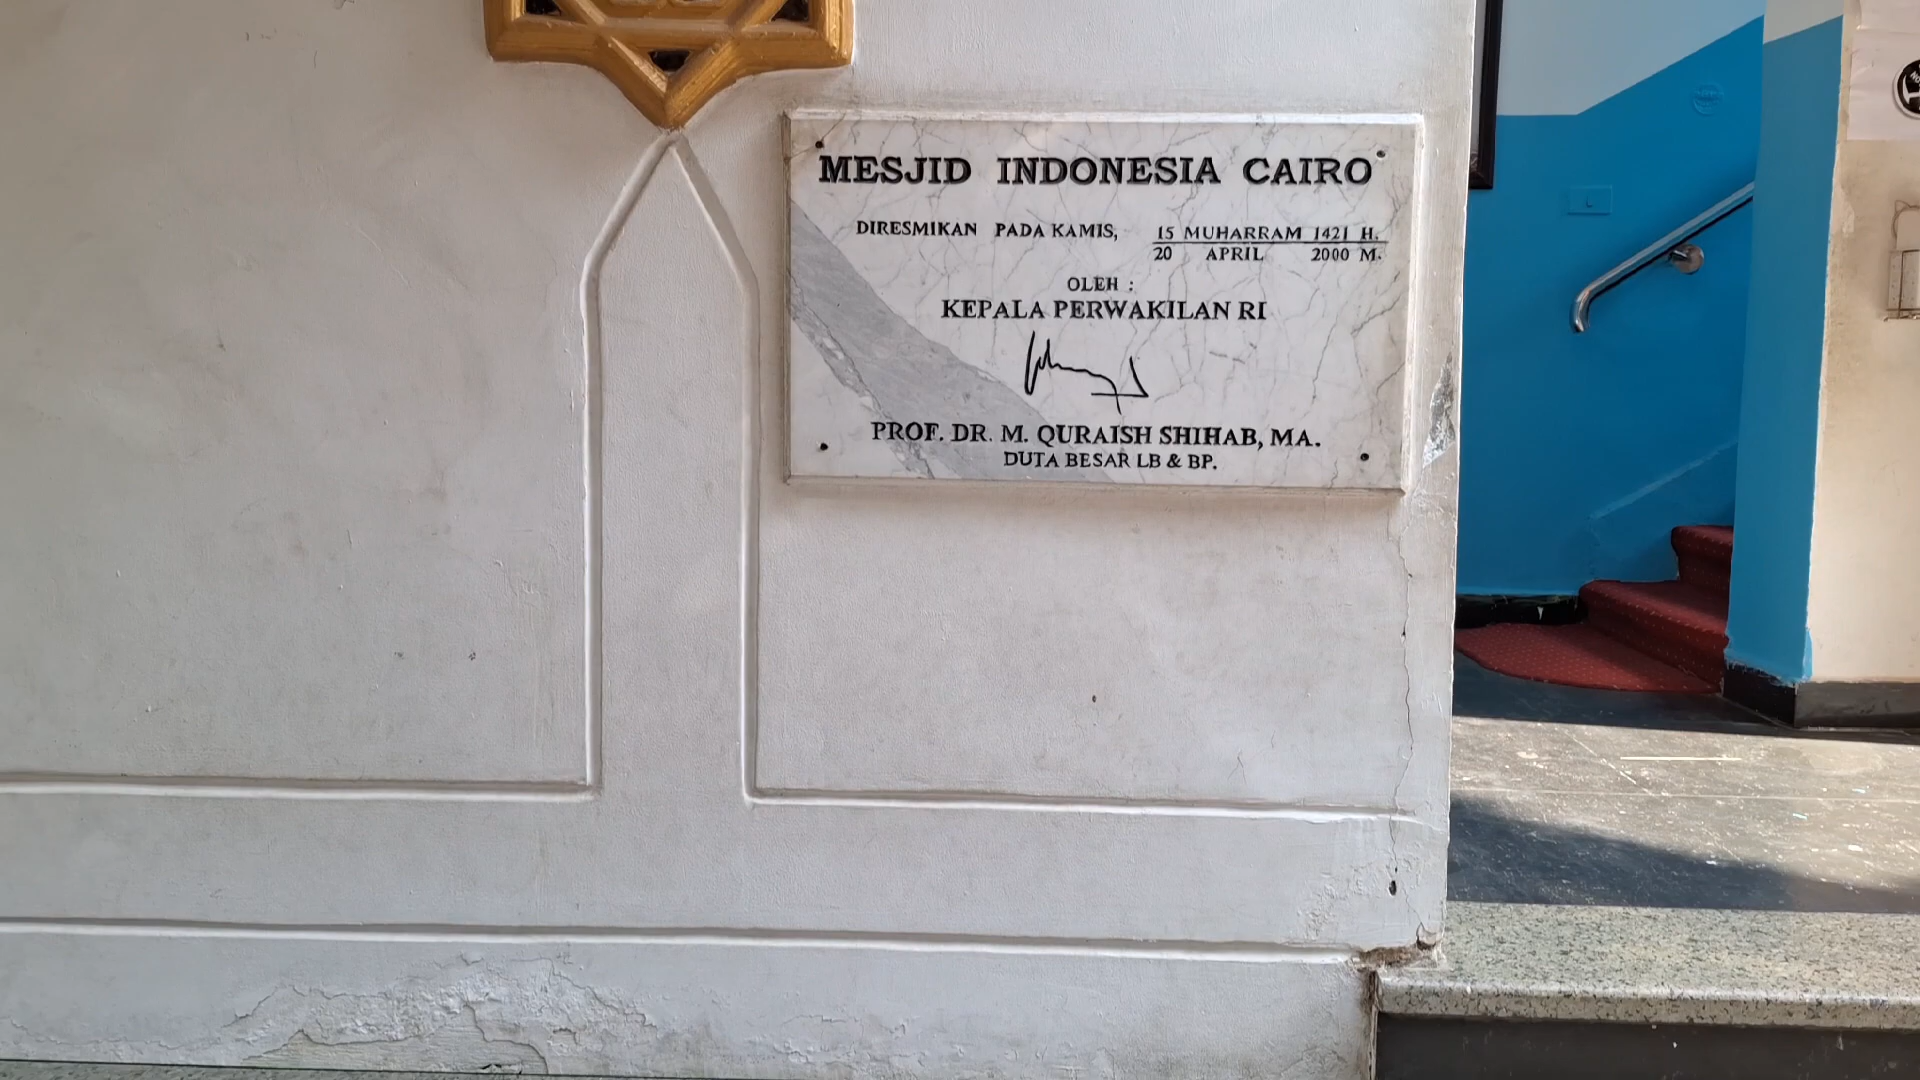 MESJID INDONESIA CAIRO
DIRESMIKAN PADA KAMIS, 15 MUHARRAM 1421 H.
20 APRIL 2000 M.
OLEH :
KEPALA PERWAKILAN RI
PROF. DR. M. QURAISH SHIHAB, MA.
DUTA BESAR LB & BP.